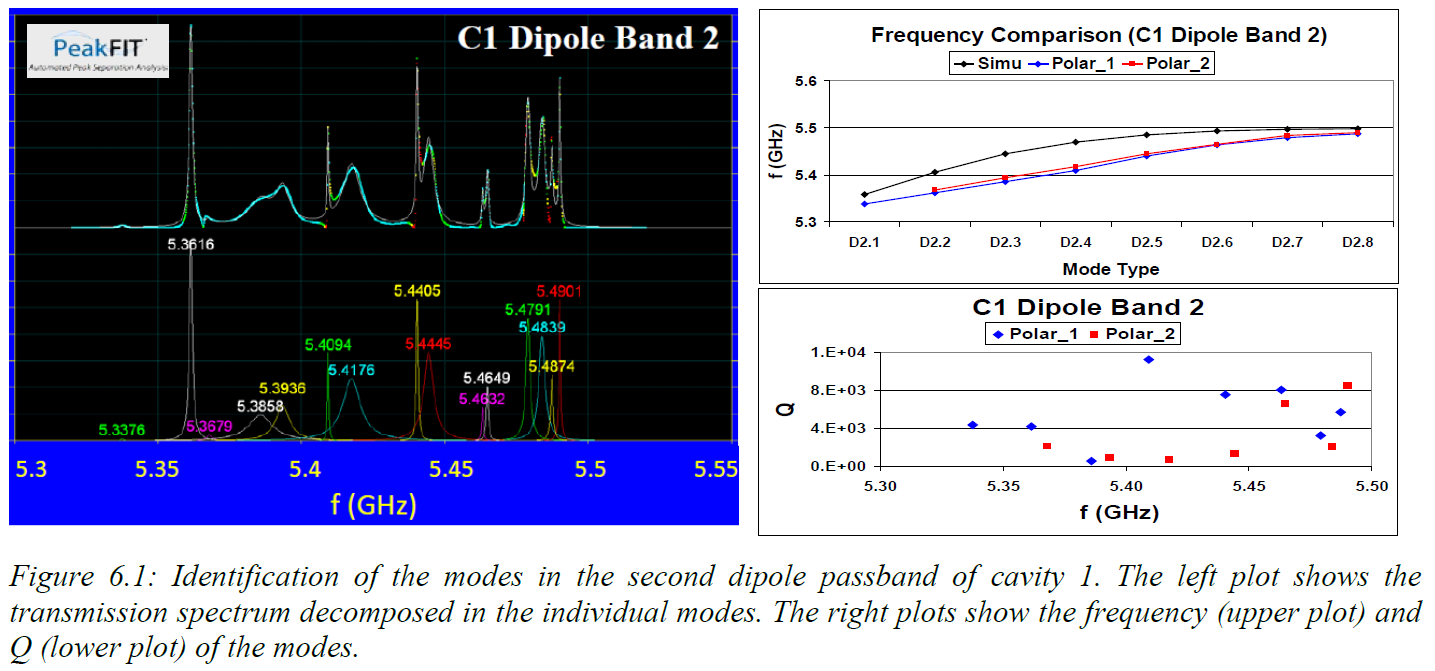 PeakFIT
Automated Peak Separation Analysis
C1 Dipole Band 2
5.3616
5.4405
5.4901
5.4791
5.4839
5.4094
5.4445
5.4176
5.4874
5.3936
5.4649
5.3858
5.4632
5.3376
5.3679
5.3
5.35
5.4
5.45
5.5
5.55
f (GHz)
Frequency Comparison (C1 Dipole Band 2)
Simu Polar_1 Polar_2
5.6
5.5
5.4
5.3
f (GHz)
D2.1 D2.2 D2.3 D2.4 D2.5 D2.6 D2.7 D2.8
Mode Type
C1 Dipole Band 2
Polar_1 Polar_2
1.E+04
8.E+03
4.E+03
0.E+00
Q
5.30 5.35 5.40 5.45 5.50
f (GHz)
Figure 6.1: Identification of the modes in the second dipole passband of cavity 1. The left plot shows the
transmission spectrum decomposed in the individual modes. The right plots show the frequency (upper plot) and
Q (lower plot) of the modes.